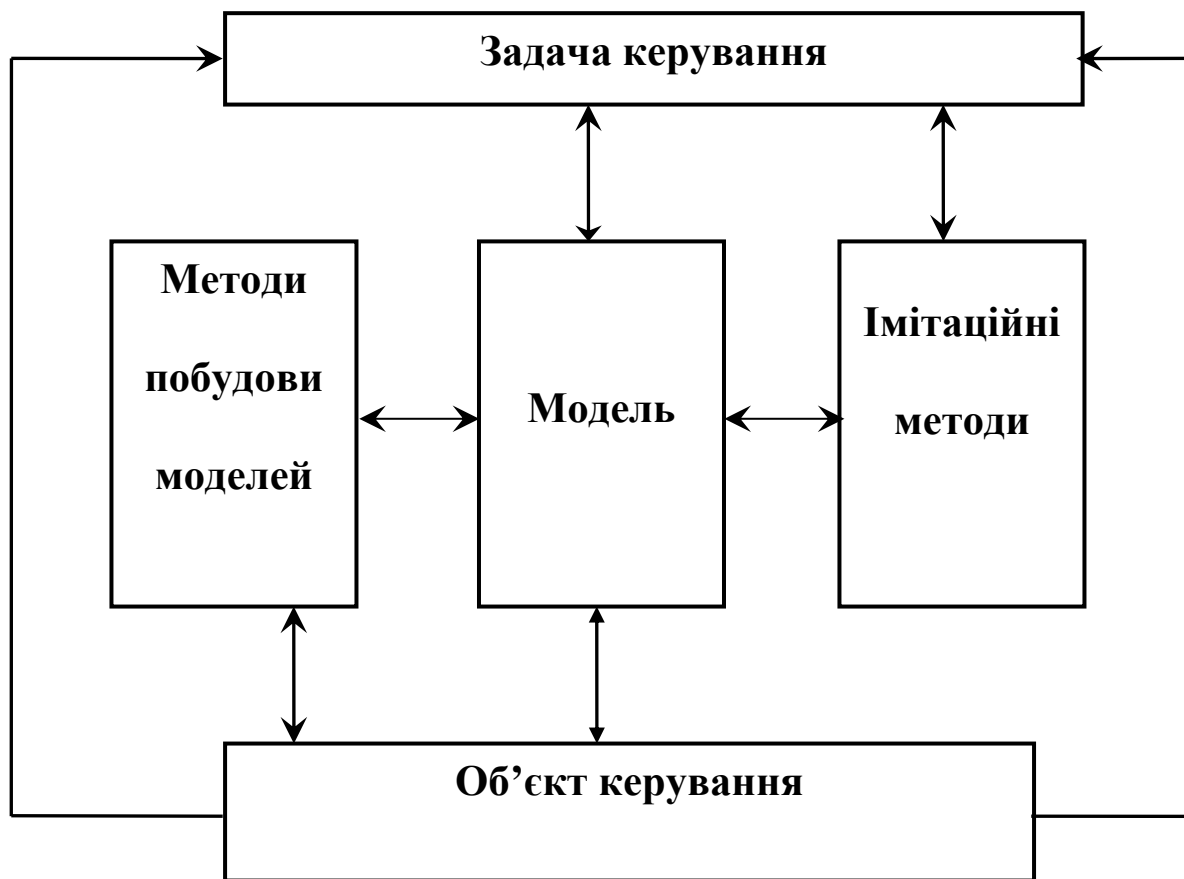 Задача керування
Методи
побудови
моделей
Модель
Імітаційні
методи
Об’єкт керування